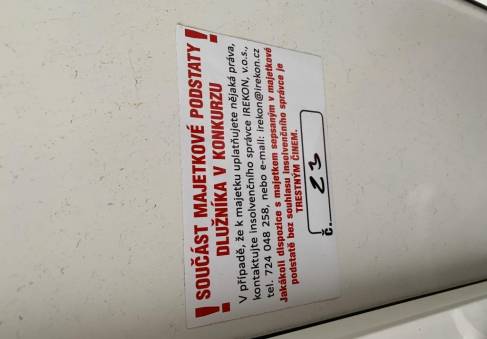 ! SOUČÁST MAJETKOVÉ PODSTATY !
DLUŽNÍKA V KONKURZU
V případě, že k majetku uplatňujete nějaká práva,
kontaktujte insolvenčního správce IREKON, v.o.s.,
tel. 724 048 258, nebo e-mail: irekon@irekon.cz
Jakákoli dispozice s majetkem sepsaným v majetkové
podstatě bez souhlasu insolvenčního správce je
TRESTNÝM ČINEM.
č. 23